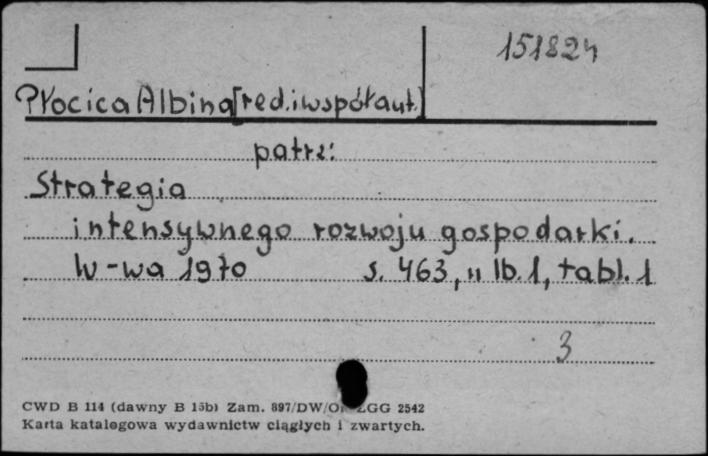 151824
Płocica Albina [red. i współaut.]
patrz:
Strategia
intensywnego rozwoju gospodarki.
W-wa 1970 s. 463, nlb. 1, tabl. 1
3
CWD B 114 (dawny B 15b) Zam. 897/DW/ ZGG 2542
Karta katalogowa wydawnictw ciągłych i zwartych.